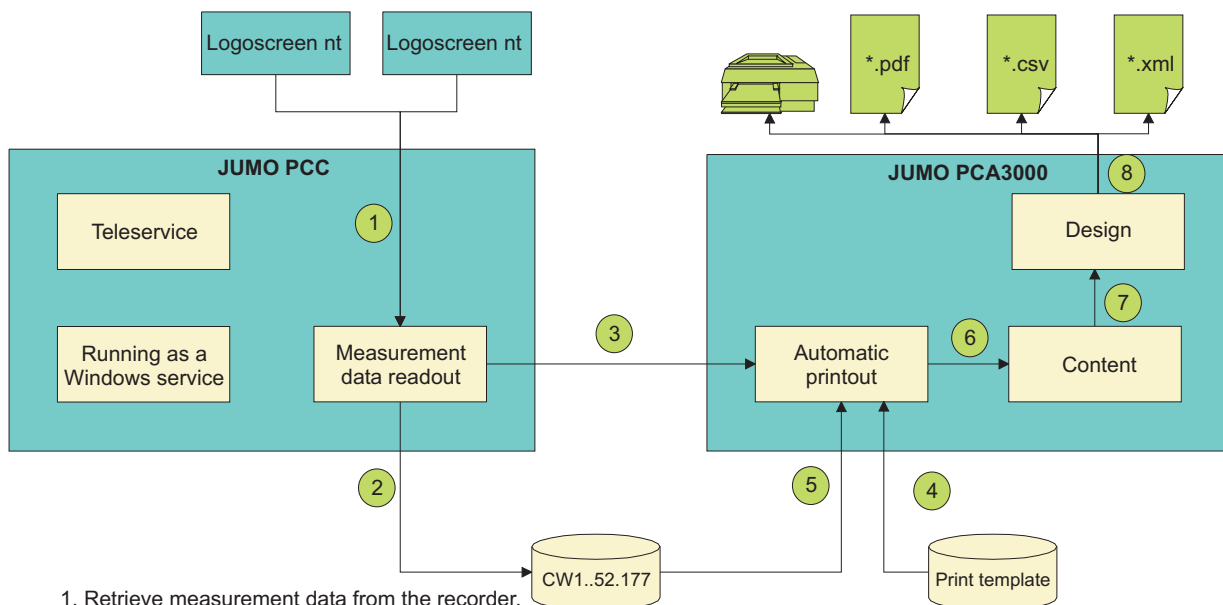 Logoscreen nt
Logoscreen nt
*.pdf
*.csv
*.xml
JUMO PCC
JUMO PCA3000
8
1
Teleservice
Design
3
6
7
Running as a
Windows service
Measurement
data readout
Automatic
printout
Content
2
5
4
CW1..52.177
Print template
1. Retrieve measurement data from the recorder.